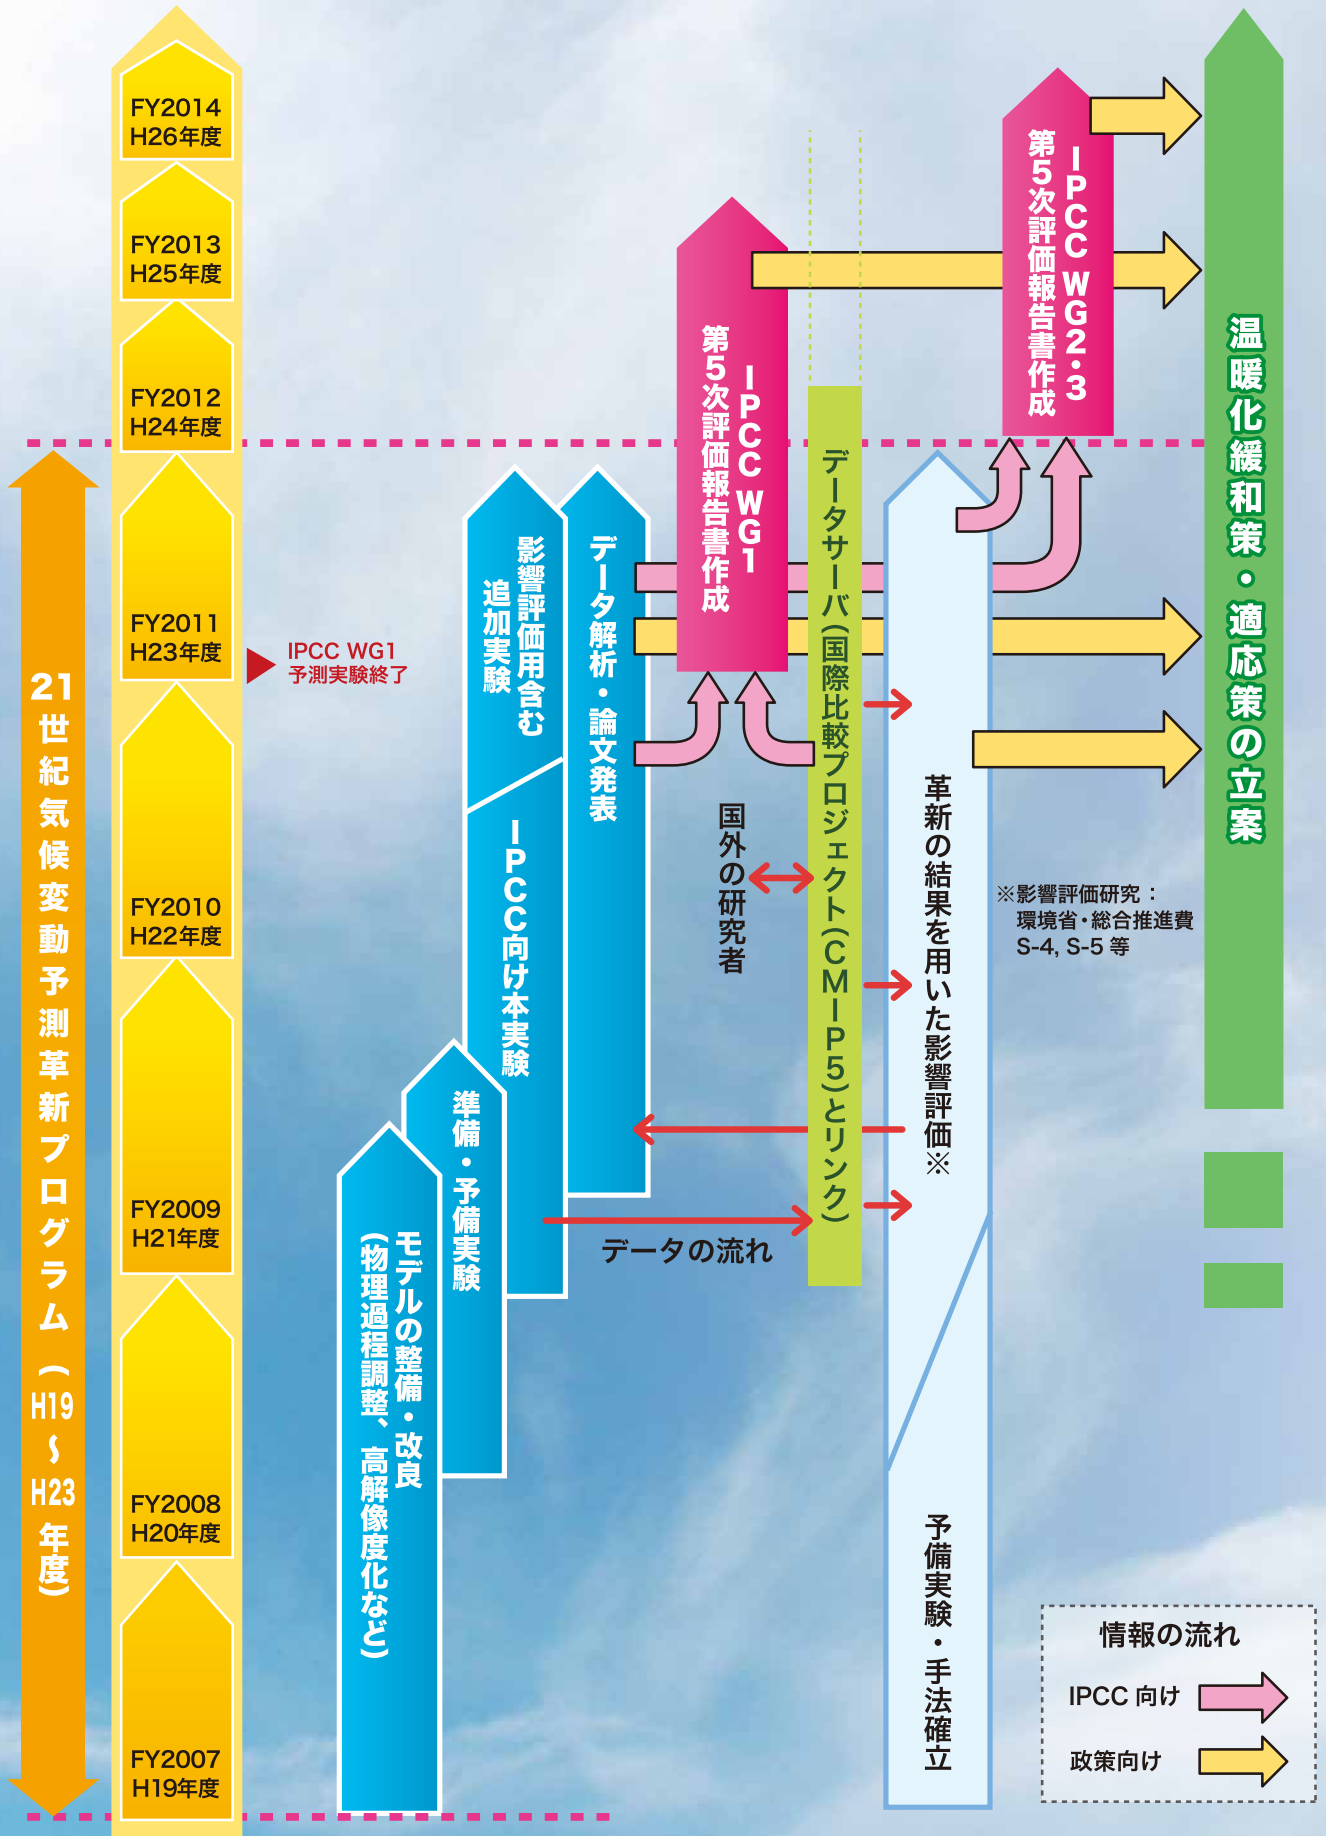 FY2014
H26年度
FY2013
H25年度
FY2012
H24年度
FY2011
H23年度
FY2010
H22年度
FY2009
H21年度
FY2008
H20年度
FY2007
H19年度
21世紀気候変動予測革新プログラム（H19～H23年度）
IPCC WG1
予測実験終了
モデルの整備・改良
(物理過程調整、高解像度化など)
準備・予備実験
IPCC向け本実験
影響評価用含む
追加実験
データ解析・論文発表
IPCC WG1
第5次評価報告書作成
国外の研究者
データの流れ
データサーバ(国際比較プロジェクト(CMIP5)とリンク)
革新の結果を用いた影響評価※
予備実験・手法確立
IPCC WG2・3
第5次評価報告書作成
※影響評価研究：
環境省・総合推進費
S-4, S-5 等
温暖化緩和策・適応策の立案
情報の流れ
IPCC 向け
政策向け